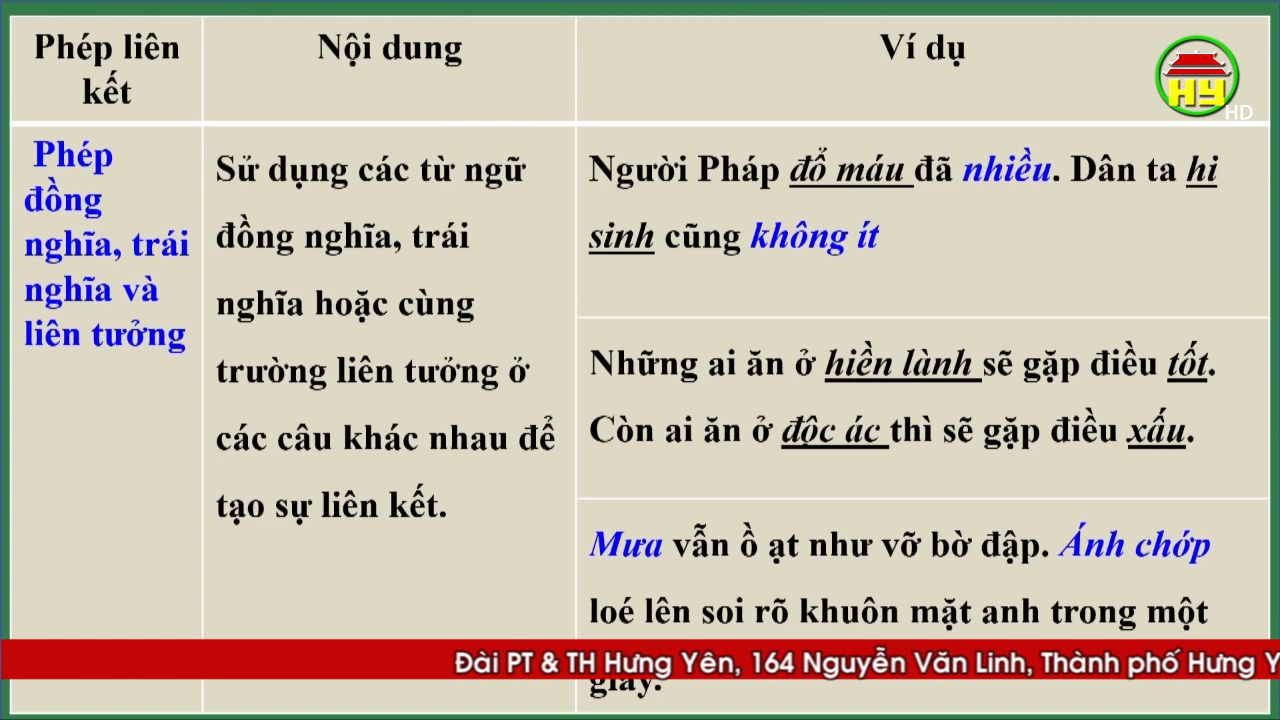 Phép liên
kết
Nội dung
Ví dụ
HY
HD
Phép
đồng
nghĩa, trái
nghĩa và
liên tưởng
Sử dụng các từ ngữ
đồng nghĩa, trái
nghĩa hoặc cùng
trường liên tưởng ở
các câu khác nhau để
tạo sự liên kết.
Người Pháp đổ máu đã nhiều. Dân ta hi
sinh cũng không ít
Những ai ăn ở hiền lành sẽ gặp điều tốt.
Còn ai ăn ở độc ác thì sẽ gặp điều xấu.
Mưa vẫn ồ ạt như vỡ bờ đập. Ánh chớp
loé lên soi rõ khuôn mặt anh trong một
Đài PT & TH Hưng Yên, 164 Nguyễn Văn Linh, Thành phố Hưng Y